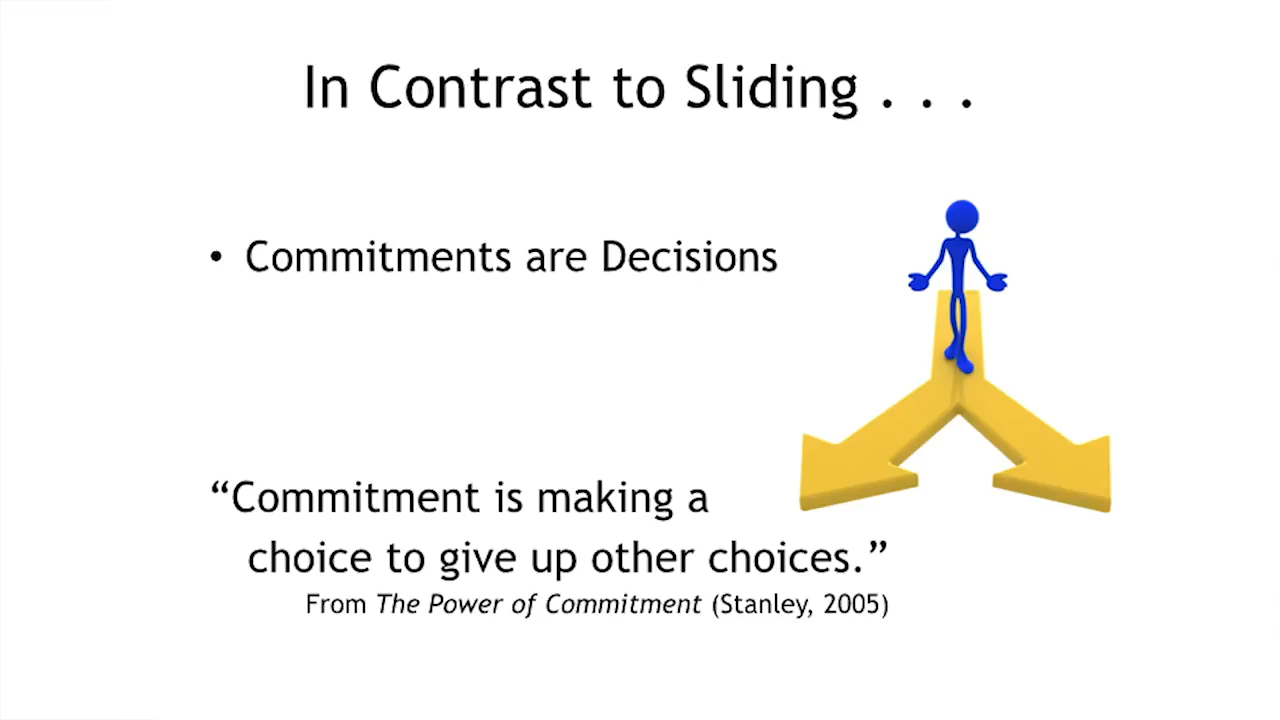 In Contrast to Sliding . . .
• Commitments are Decisions
“Commitment is making a
choice to give up other choices.”
From The Power of Commitment (Stanley, 2005)